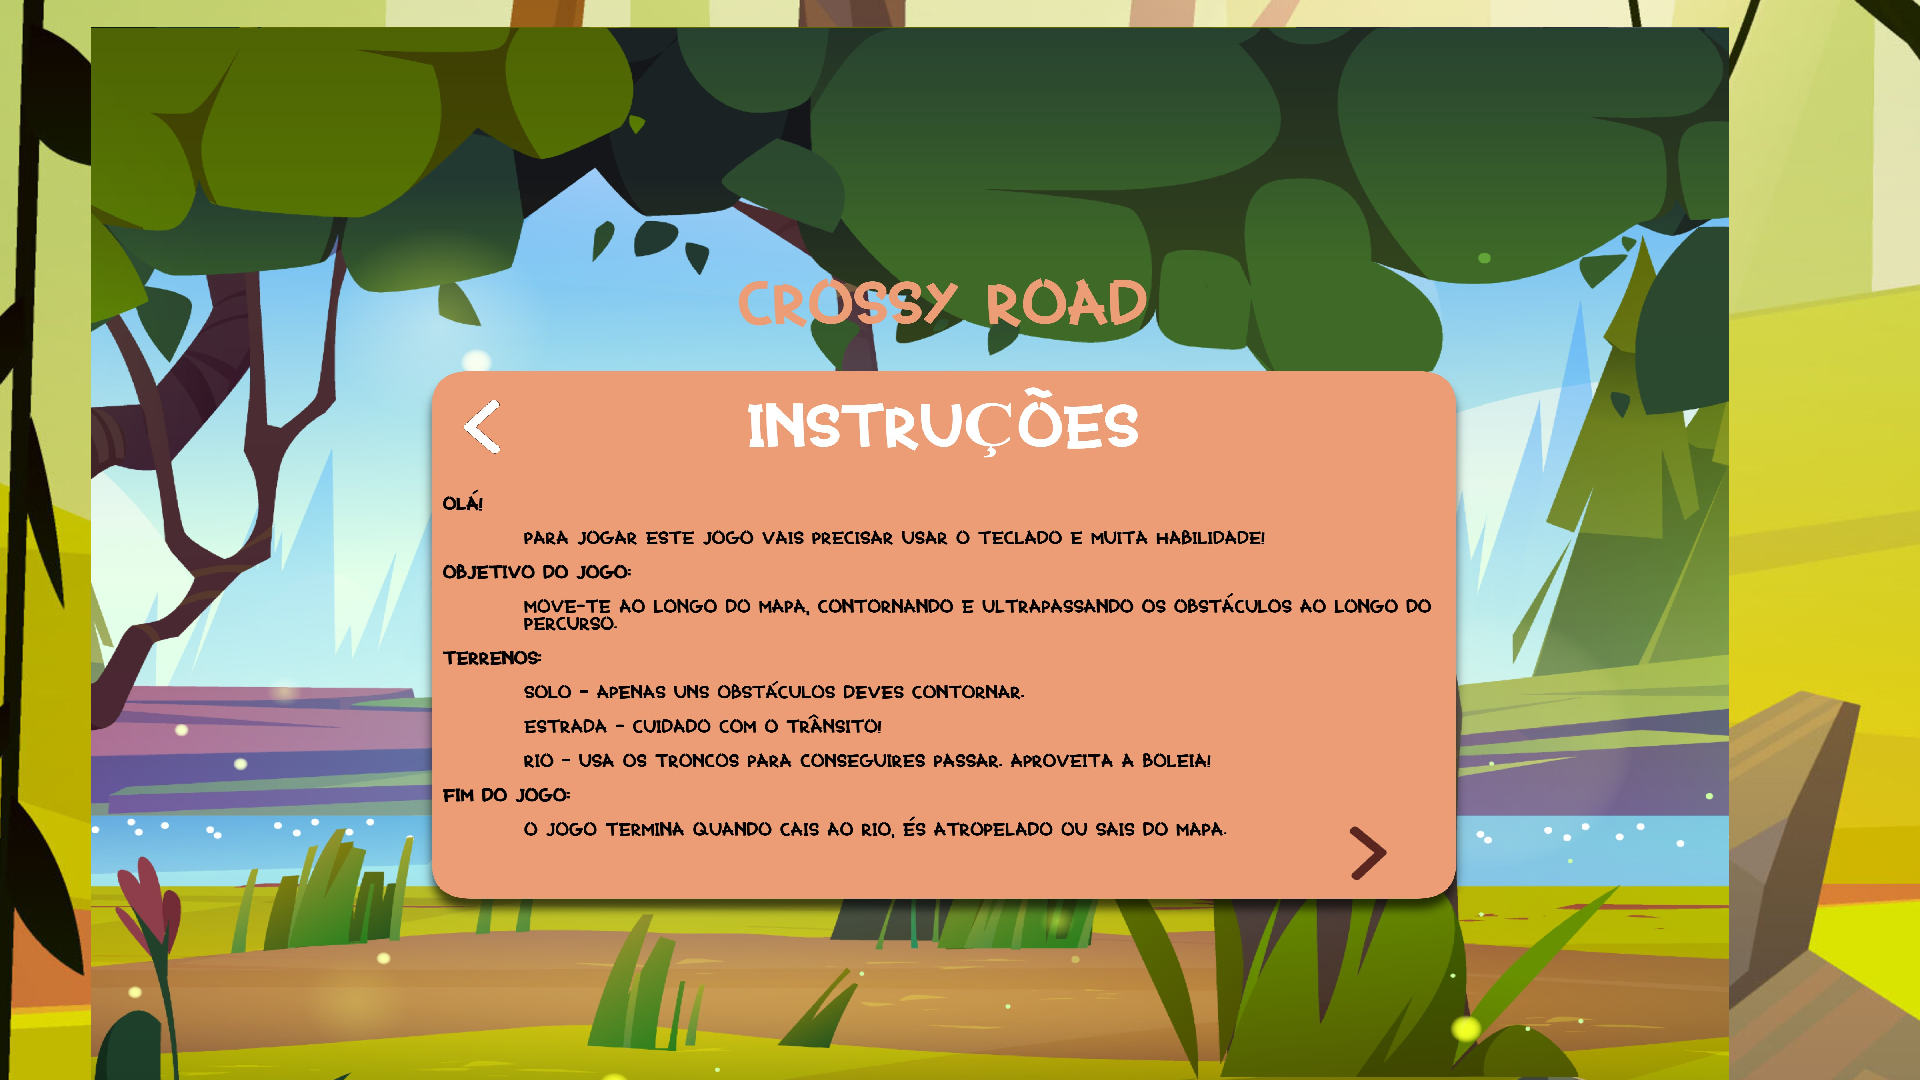 CROSSY ROAD
INSTRUÇÕES
OLÁ!
PARA JOGAR ESTE JOGO VAIS PRECISAR USAR O TECLADO E MUITA HABILIDADE!
OBJETIVO DO JOGO:
MOVE-TE AO LONGO DO MAPA, CONTORNANDO E ULTRAPASSANDO OS OBSTÁCULOS AO LONGO DO
PERCURSO.
TERRENOS:
SOLO - APENAS UNS OBSTÁCULOS DEVES CONTORNAR.
ESTRADA - CUIDADO COM O TRÂNSITO!
RIO - USA OS TRONCOS PARA CONSEGUIRES PASSAR. APROVEITA A BOLEIA!
FIM DO JOGO:
O JOGO TERMINA QUANDO CAIS AO RIO, ÉS ATROPELADO OU SAIS DO MAPA.